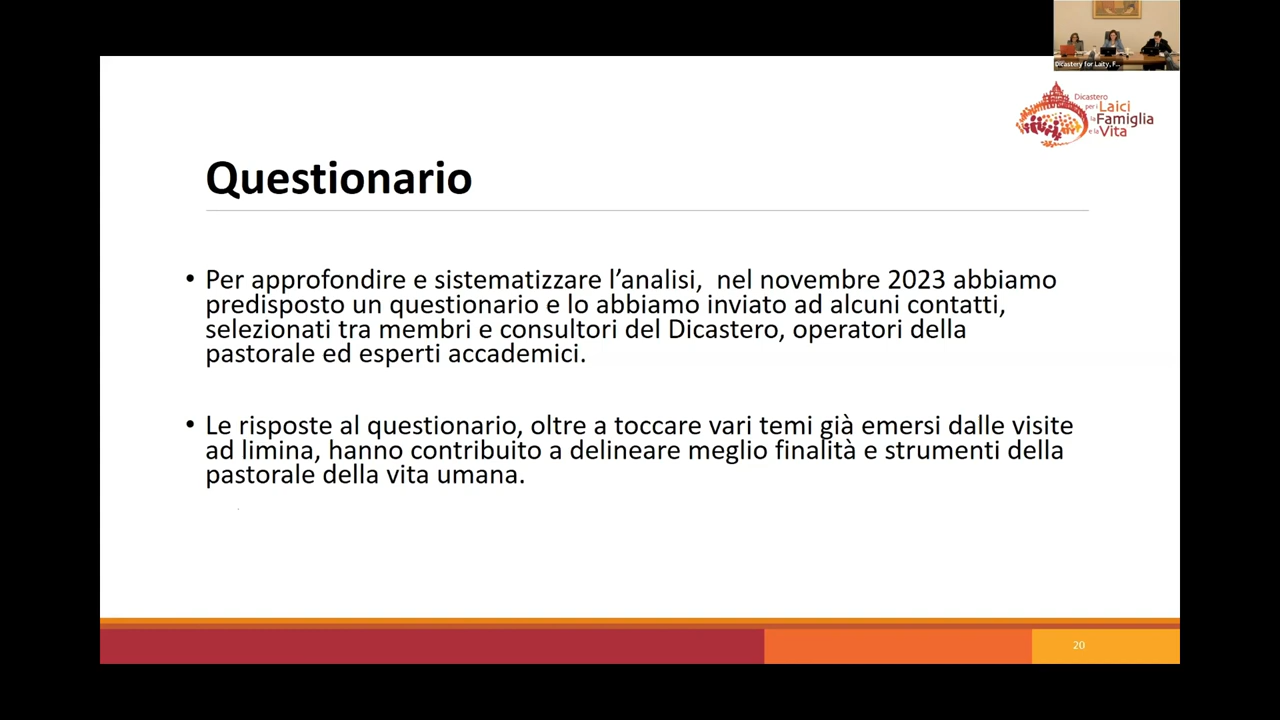 Dicastery for Laity, F...
Dicastero
per i Laici
la Famiglia
e la Vita
Questionario
• Per approfondire e sistematizzare l’analisi, nel novembre 2023 abbiamo
predisposto un questionario e lo abbiamo inviato ad alcuni contatti,
selezionati tra membri e consultori del Dicastero, operatori della
pastorale ed esperti accademici.
• Le risposte al questionario, oltre a toccare vari temi già emersi dalle visite
ad limina, hanno contribuito a delineare meglio finalità e strumenti della
pastorale della vita umana.
20